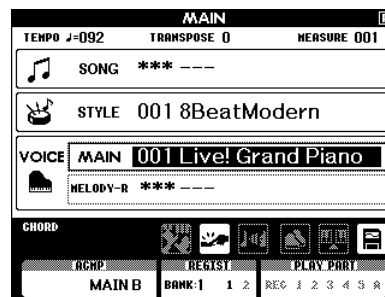 MAIN
TEMPO ♩=092 TRANSPOSE 0 MEASURE 001
SONG *** ---
STYLE 001 8BeatModern
VOICE MAIN 001 Live! Grand Piano
MELODY-R *** ---
CHORD
ACMP REGIST PLAY PART
MAIN B BANK:1 1 2 REC 1 2 3 4 5 A